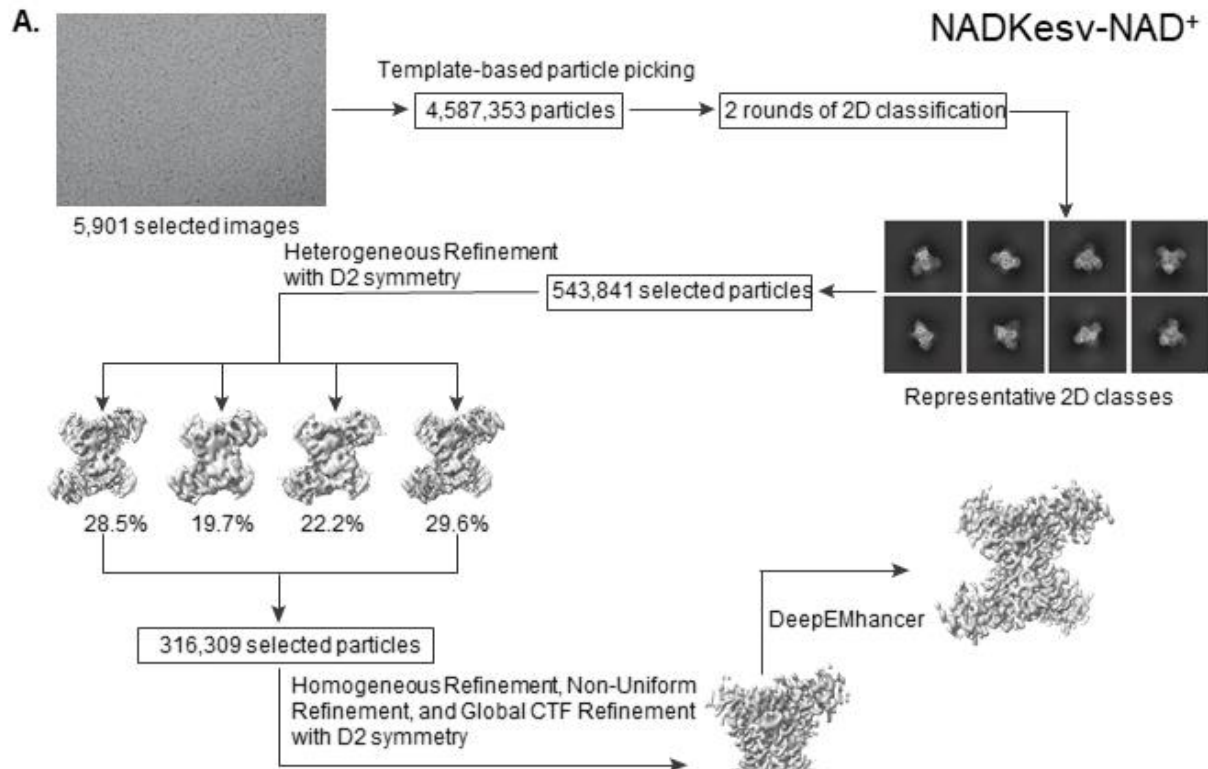 A.
NADKesv-NAD⁺
Template-based particle picking
4,587,353 particles
2 rounds of 2D classification
5,901 selected images
Heterogeneous Refinement
with D2 symmetry
543,841 selected particles
Representative 2D classes
28.5%
19.7%
22.2%
29.6%
DeepEMhancer
316,309 selected particles
Homogeneous Refinement, Non-Uniform
Refinement, and Global CTF Refinement
with D2 symmetry